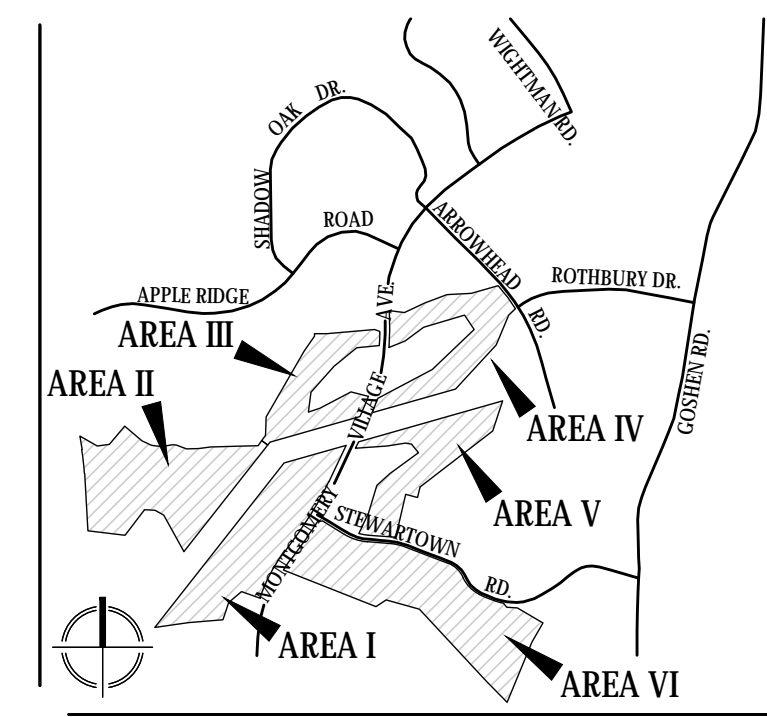 WIGHTMAN RD.
SHADOW OAK DR.
ARROWHEAD RD.
APPLE RIDGE ROAD
ROTHBURY DR.
GOSHEN RD.
MONTGOMERY VILLAGE AVE.
AREA III
AREA II
AREA IV
AREA V
STEWARTOWN RD.
AREA I
AREA VI